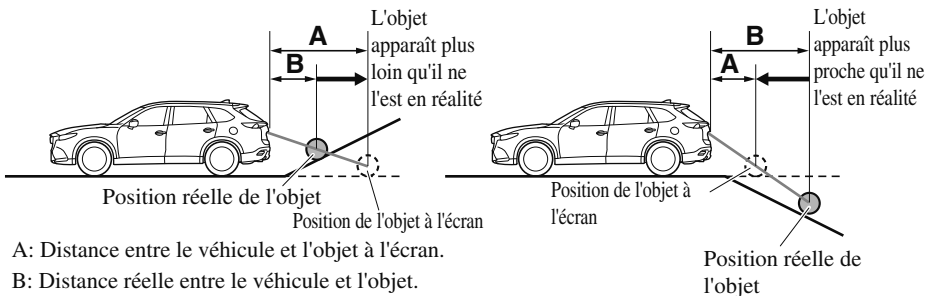 A
B
L'objet
apparaît plus
loin qu'il ne
l'est en réalité
Position réelle de l'objet
Position de l'objet à l'écran
B
A
L'objet
apparaît plus
proche qu'il ne
l'est en réalité
Position de l'objet à
l'écran
Position réelle de
l'objet
A: Distance entre le véhicule et l'objet à l'écran.
B: Distance réelle entre le véhicule et l'objet.